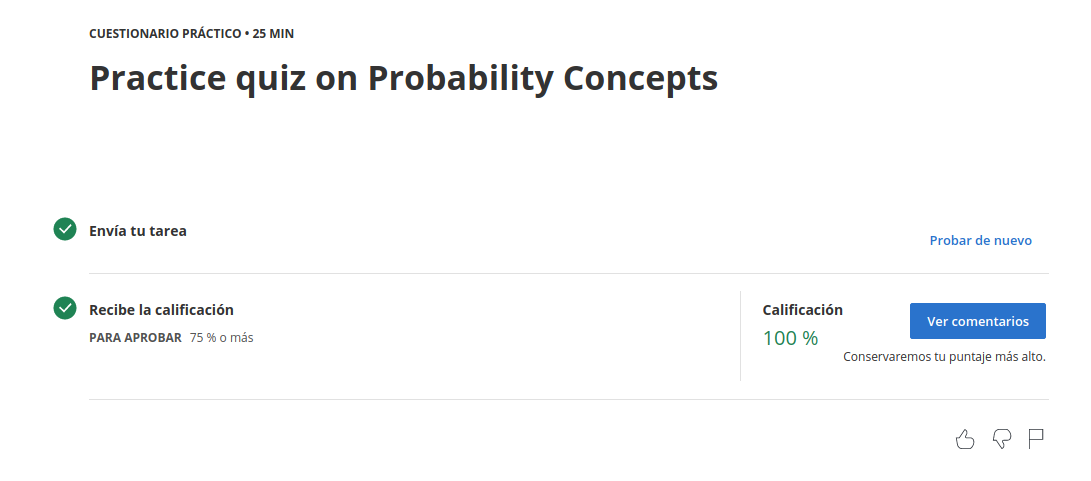 CUESTIONARIO PRÁCTICO • 25 MIN
Practice quiz on Probability Concepts
Envía tu tarea
Probar de nuevo
Recibe la calificación
PARA APROBAR 75 % o más
Calificación
100 %
Ver comentarios
Conservaremos tu puntaje más alto.